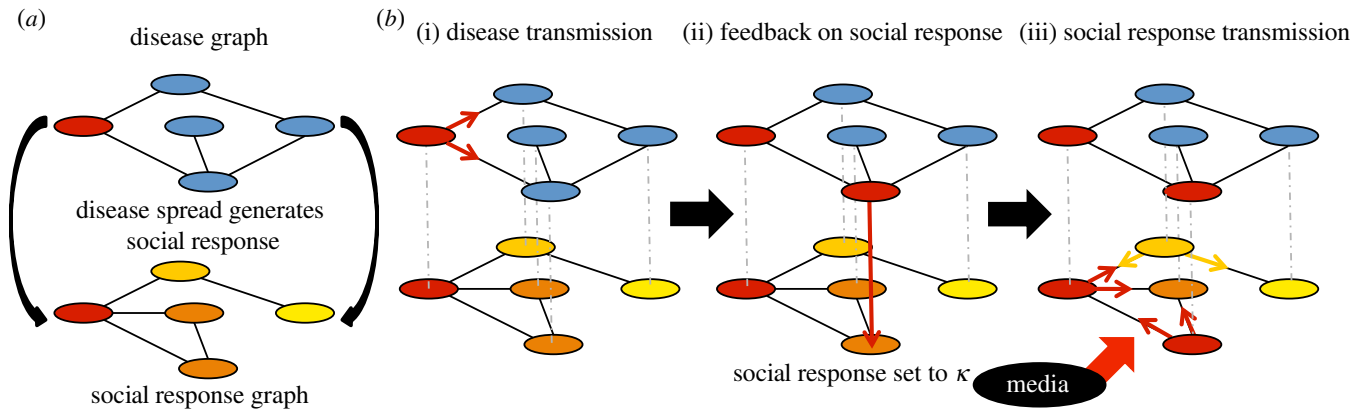 (a)
disease graph
disease spread generates
social response
social response graph
(b)
(i) disease transmission
(ii) feedback on social response
social response set to κ
(iii) social response transmission
media